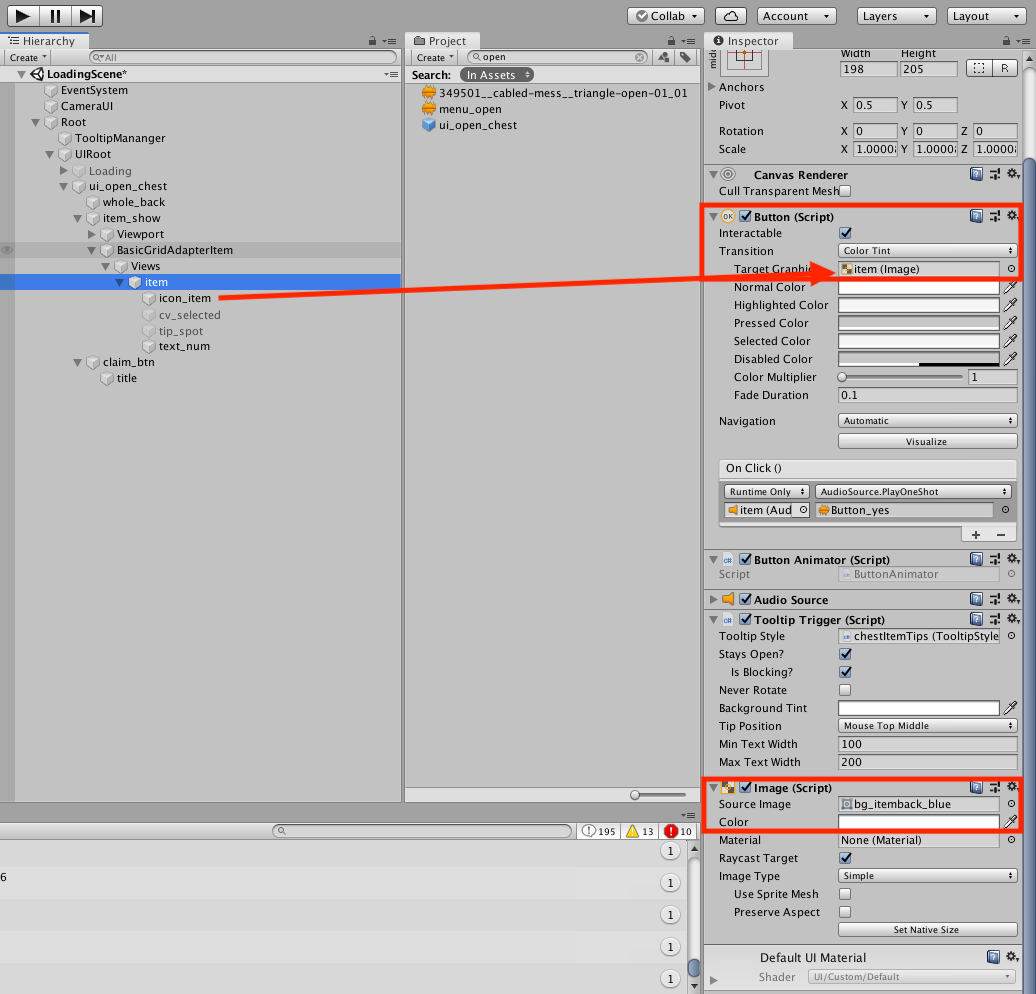 Collab
Account
Layers
Layout
Hierarchy
Create
All
LoadingScene*
EventSystem
CameraUI
Root
TooltipMananger
UIRoot
Loading
ui_open_chest
whole_back
item_show
Viewport
BasicGridAdapterItem
Views
item
icon_item
cv_selected
tip_spot
text_num
claim_btn
title
Project
Create
open
Search: In Assets
349501__cabled-mess__triangle-open-01_01
menu_open
ui_open_chest
195 13 10
1
6
1
1
1
1
Inspector
Width Height
198 205 R
Anchors
Pivot X 0.5 Y 0.5
Rotation X 0 Y 0 Z 0
Scale X 1.0000 Y 1.0000 Z 1.0000
Canvas Renderer
Cull Transparent Mesh
OK Button (Script)
Interactable
Transition Color Tint
Target Graphi item (Image)
Normal Color
Highlighted Color
Pressed Color
Selected Color
Disabled Color
Color Multiplier 1
Fade Duration 0.1
Navigation Automatic
Visualize
On Click ()
Runtime Only AudioSource.PlayOneShot
item (Aud Button_yes
+ −
c# Button Animator (Script)
Script ButtonAnimator
Audio Source
c# Tooltip Trigger (Script)
Tooltip Style chestItemTips (TooltipStyle
Stays Open?
Is Blocking?
Never Rotate
Background Tint
Tip Position Mouse Top Middle
Min Text Width 100
Max Text Width 200
Image (Script)
Source Image bg_itemback_blue
Color
Material None (Material)
Raycast Target
Image Type Simple
Use Sprite Mesh
Preserve Aspect
Set Native Size
Default UI Material
Shader UI/Custom/Default